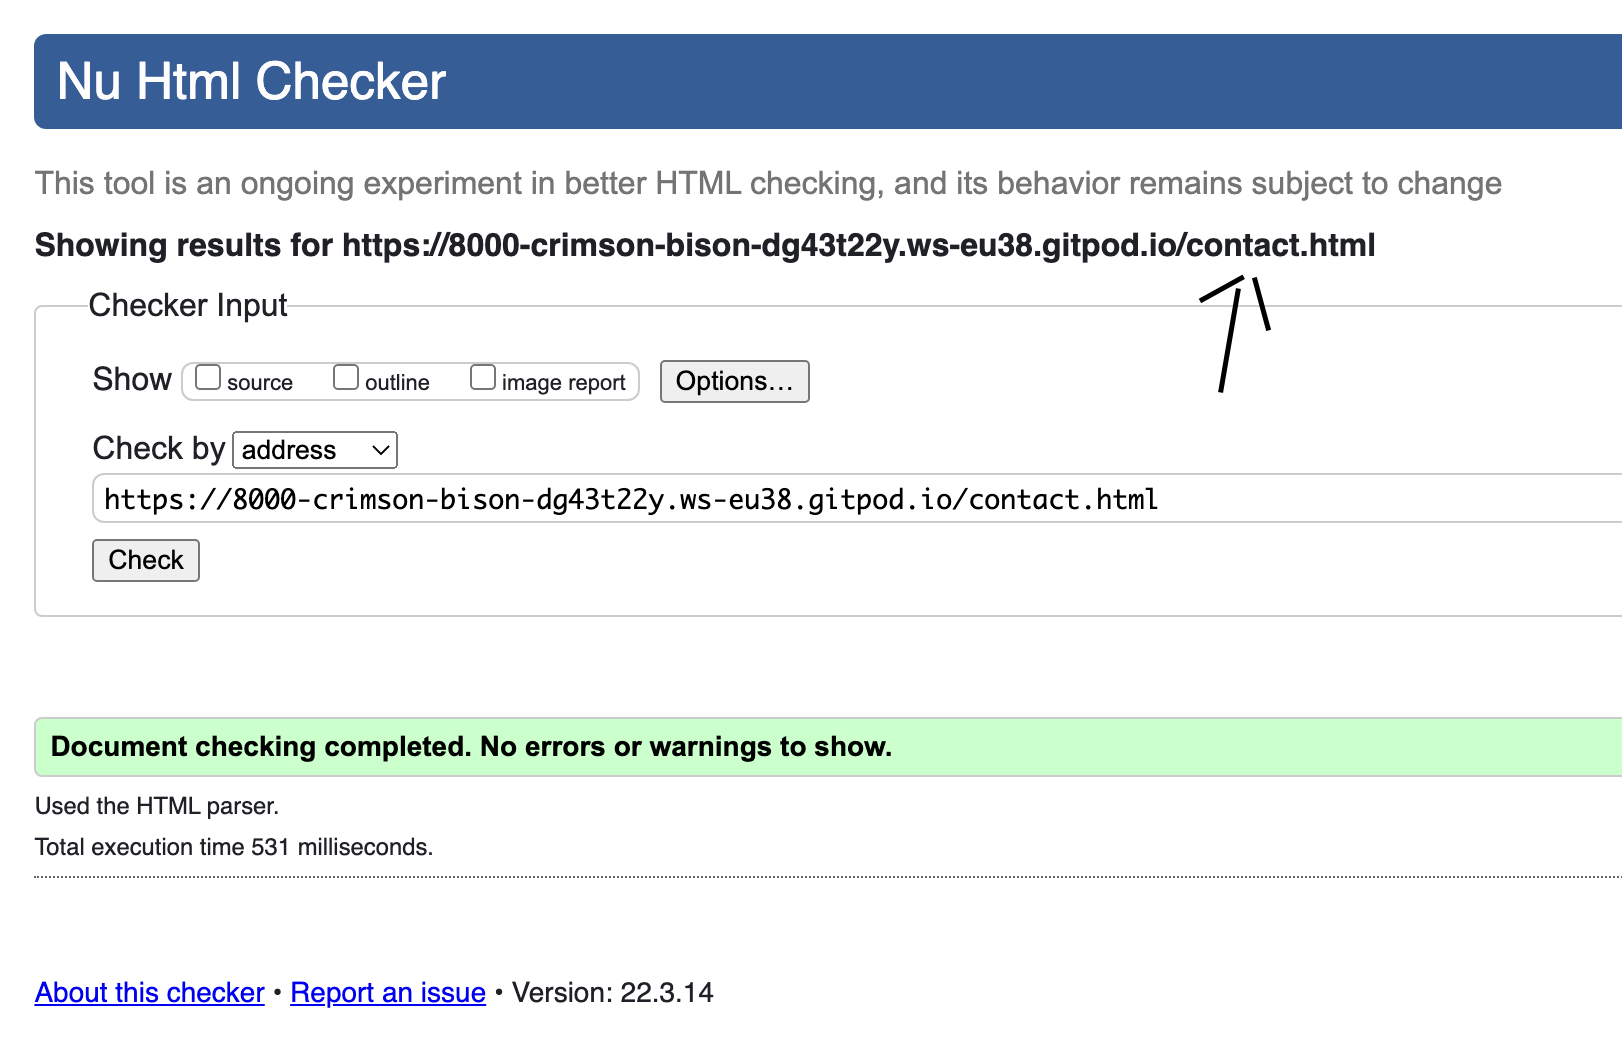 Nu Html Checker
This tool is an ongoing experiment in better HTML checking, and its behavior remains subject to change
Showing results for https://8000-crimson-bison-dg43t22y.ws-eu38.gitpod.io/contact.html
Checker Input
Show source outline image report Options…
Check by address
https://8000-crimson-bison-dg43t22y.ws-eu38.gitpod.io/contact.html
Check
Document checking completed. No errors or warnings to show.
Used the HTML parser.
Total execution time 531 milliseconds.
About this checker • Report an issue • Version: 22.3.14